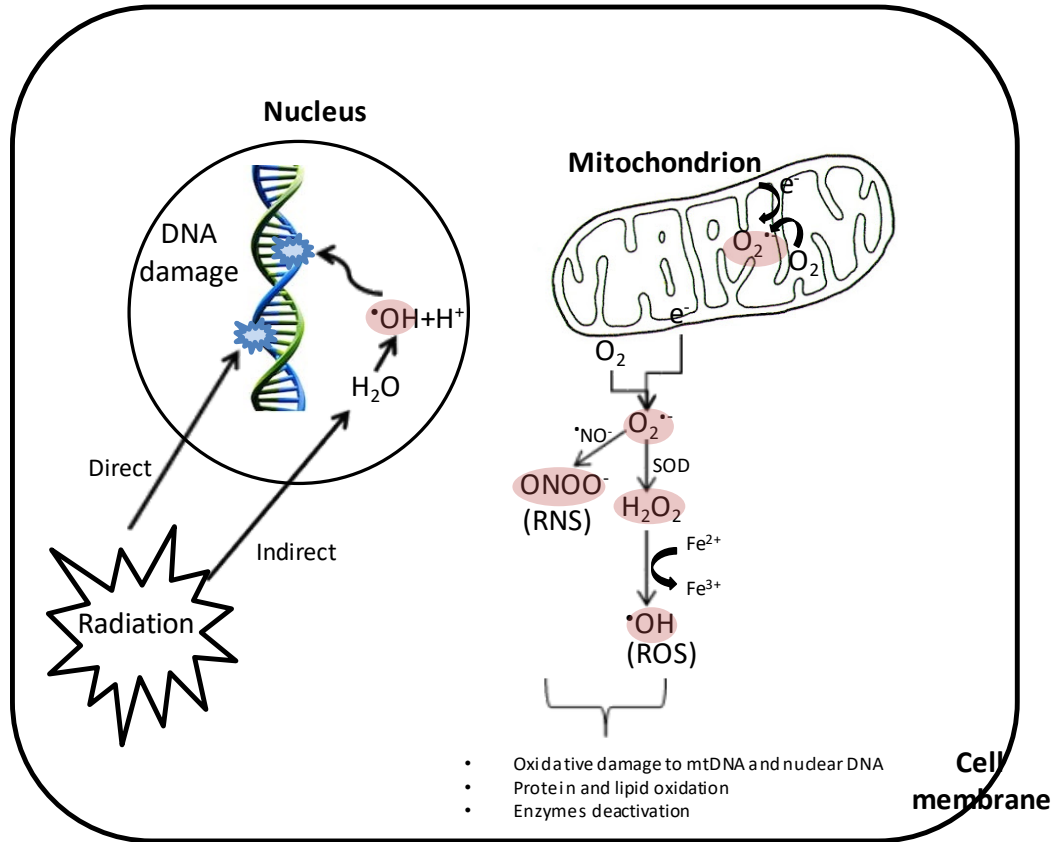 Nucleus
DNA
damage
•OH+H⁺
H₂O
Direct
Indirect
Radiation
Mitochondrion
e⁻
O₂•⁻
O₂
e⁻
O₂
O₂•⁻
•NO⁻
SOD
ONOO⁻
(RNS)
H₂O₂
Fe²⁺
Fe³⁺
•OH
(ROS)
• Oxidative damage to mtDNA and nuclear DNA
• Protein and lipid oxidation
• Enzymes deactivation
Cell
membrane